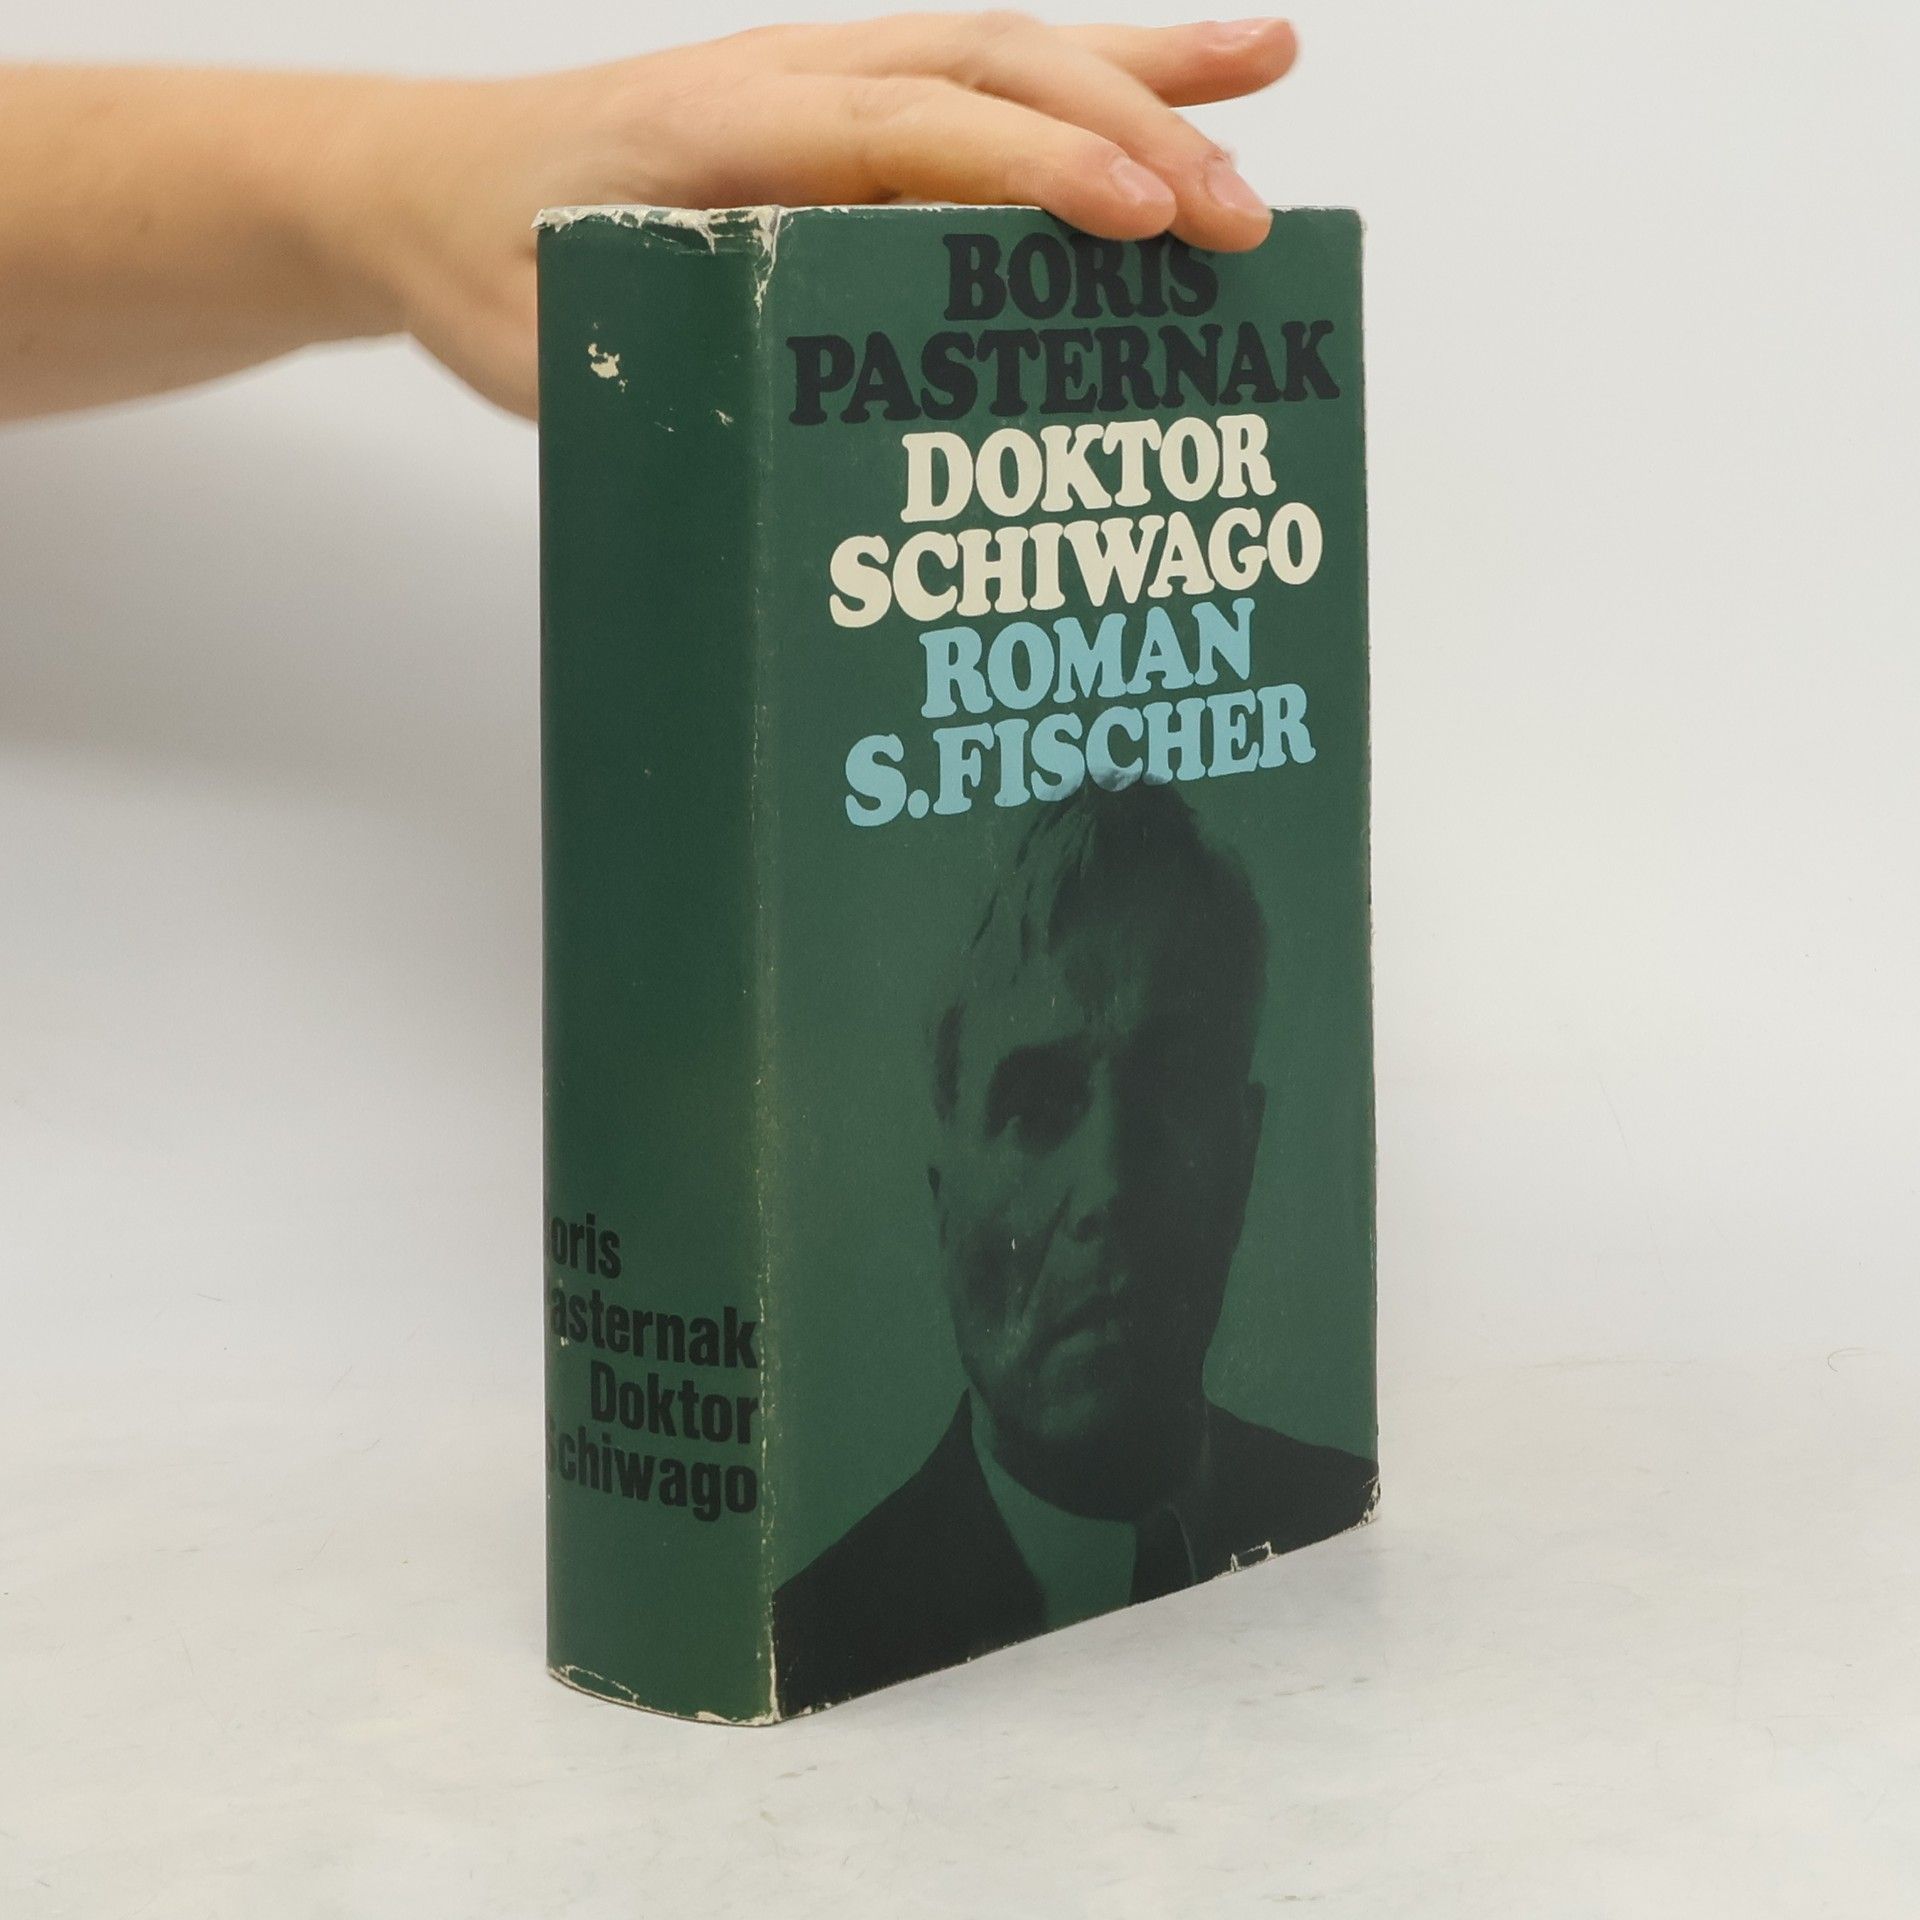 BORIS
PASTERNAK
DOKTOR
SCHIWAGO
ROMAN
S.FISCHER
oris
asternak
Doktor
Schiwago